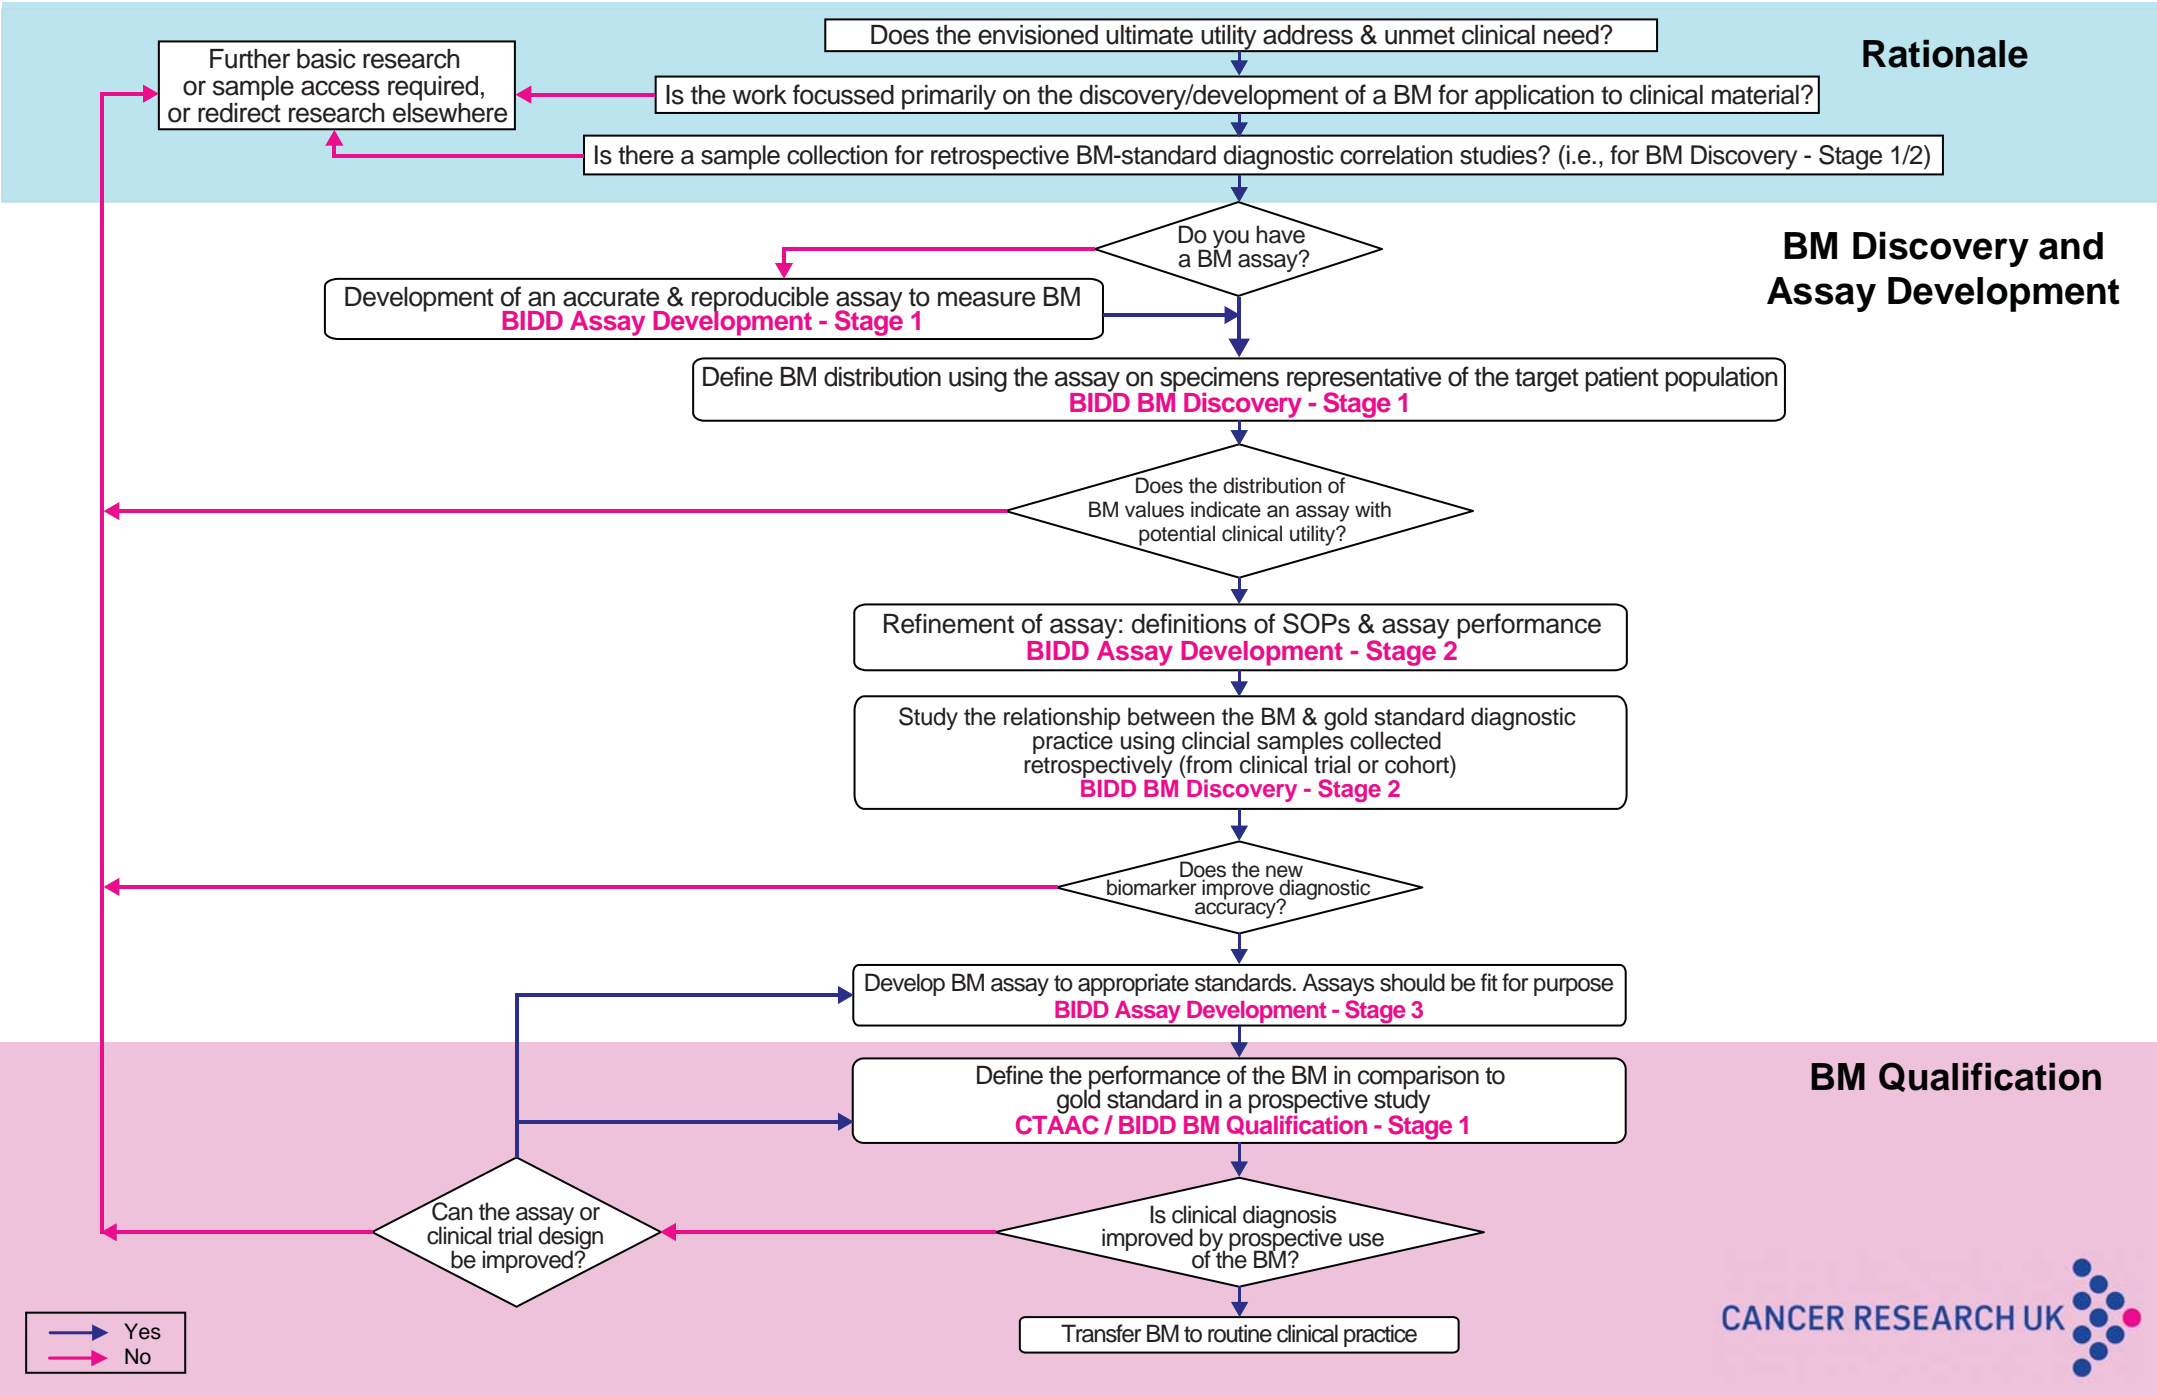 Does the envisioned ultimate utility address & unmet clinical need?
Rationale
Further basic research
or sample access required,
or redirect research elsewhere
Is the work focussed primarily on the discovery/development of a BM for application to clinical material?
Is there a sample collection for retrospective BM-standard diagnostic correlation studies? (i.e., for BM Discovery - Stage 1/2)
BM Discovery and
Assay Development
Do you have
a BM assay?
Development of an accurate & reproducible assay to measure BM
BIDD Assay Development - Stage 1
Define BM distribution using the assay on specimens representative of the target patient population
BIDD BM Discovery - Stage 1
Does the distribution of
BM values indicate an assay with
potential clinical utility?
Refinement of assay: definitions of SOPs & assay performance
BIDD Assay Development - Stage 2
Study the relationship between the BM & gold standard diagnostic
practice using clincial samples collected
retrospectively (from clinical trial or cohort)
BIDD BM Discovery - Stage 2
Does the new
biomarker improve diagnostic
accuracy?
Develop BM assay to appropriate standards. Assays should be fit for purpose
BIDD Assay Development - Stage 3
BM Qualification
Define the performance of the BM in comparison to
gold standard in a prospective study
CTAAC / BIDD BM Qualification - Stage 1
Can the assay or
clinical trial design
be improved?
Is clinical diagnosis
improved by prospective use
of the BM?
Transfer BM to routine clinical practice
Yes
No
CANCER RESEARCH UK